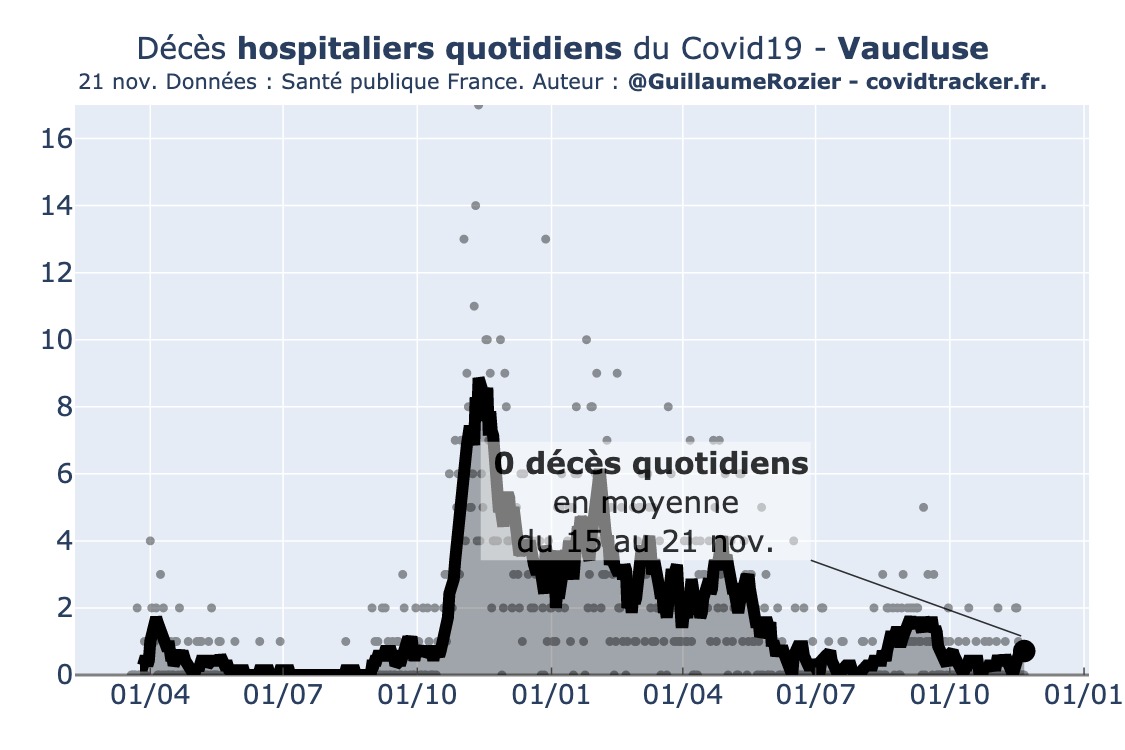 Décès hospitaliers quotidiens du Covid19 - Vaucluse
21 nov. Données : Santé publique France. Auteur : @GuillaumeRozier - covidtracker.fr.
16
14
12
10
8
6
4
2
0
0 décès quotidiens
en moyenne
du 15 au 21 nov.
01/04 01/07 01/10 01/01 01/04 01/07 01/10 01/01